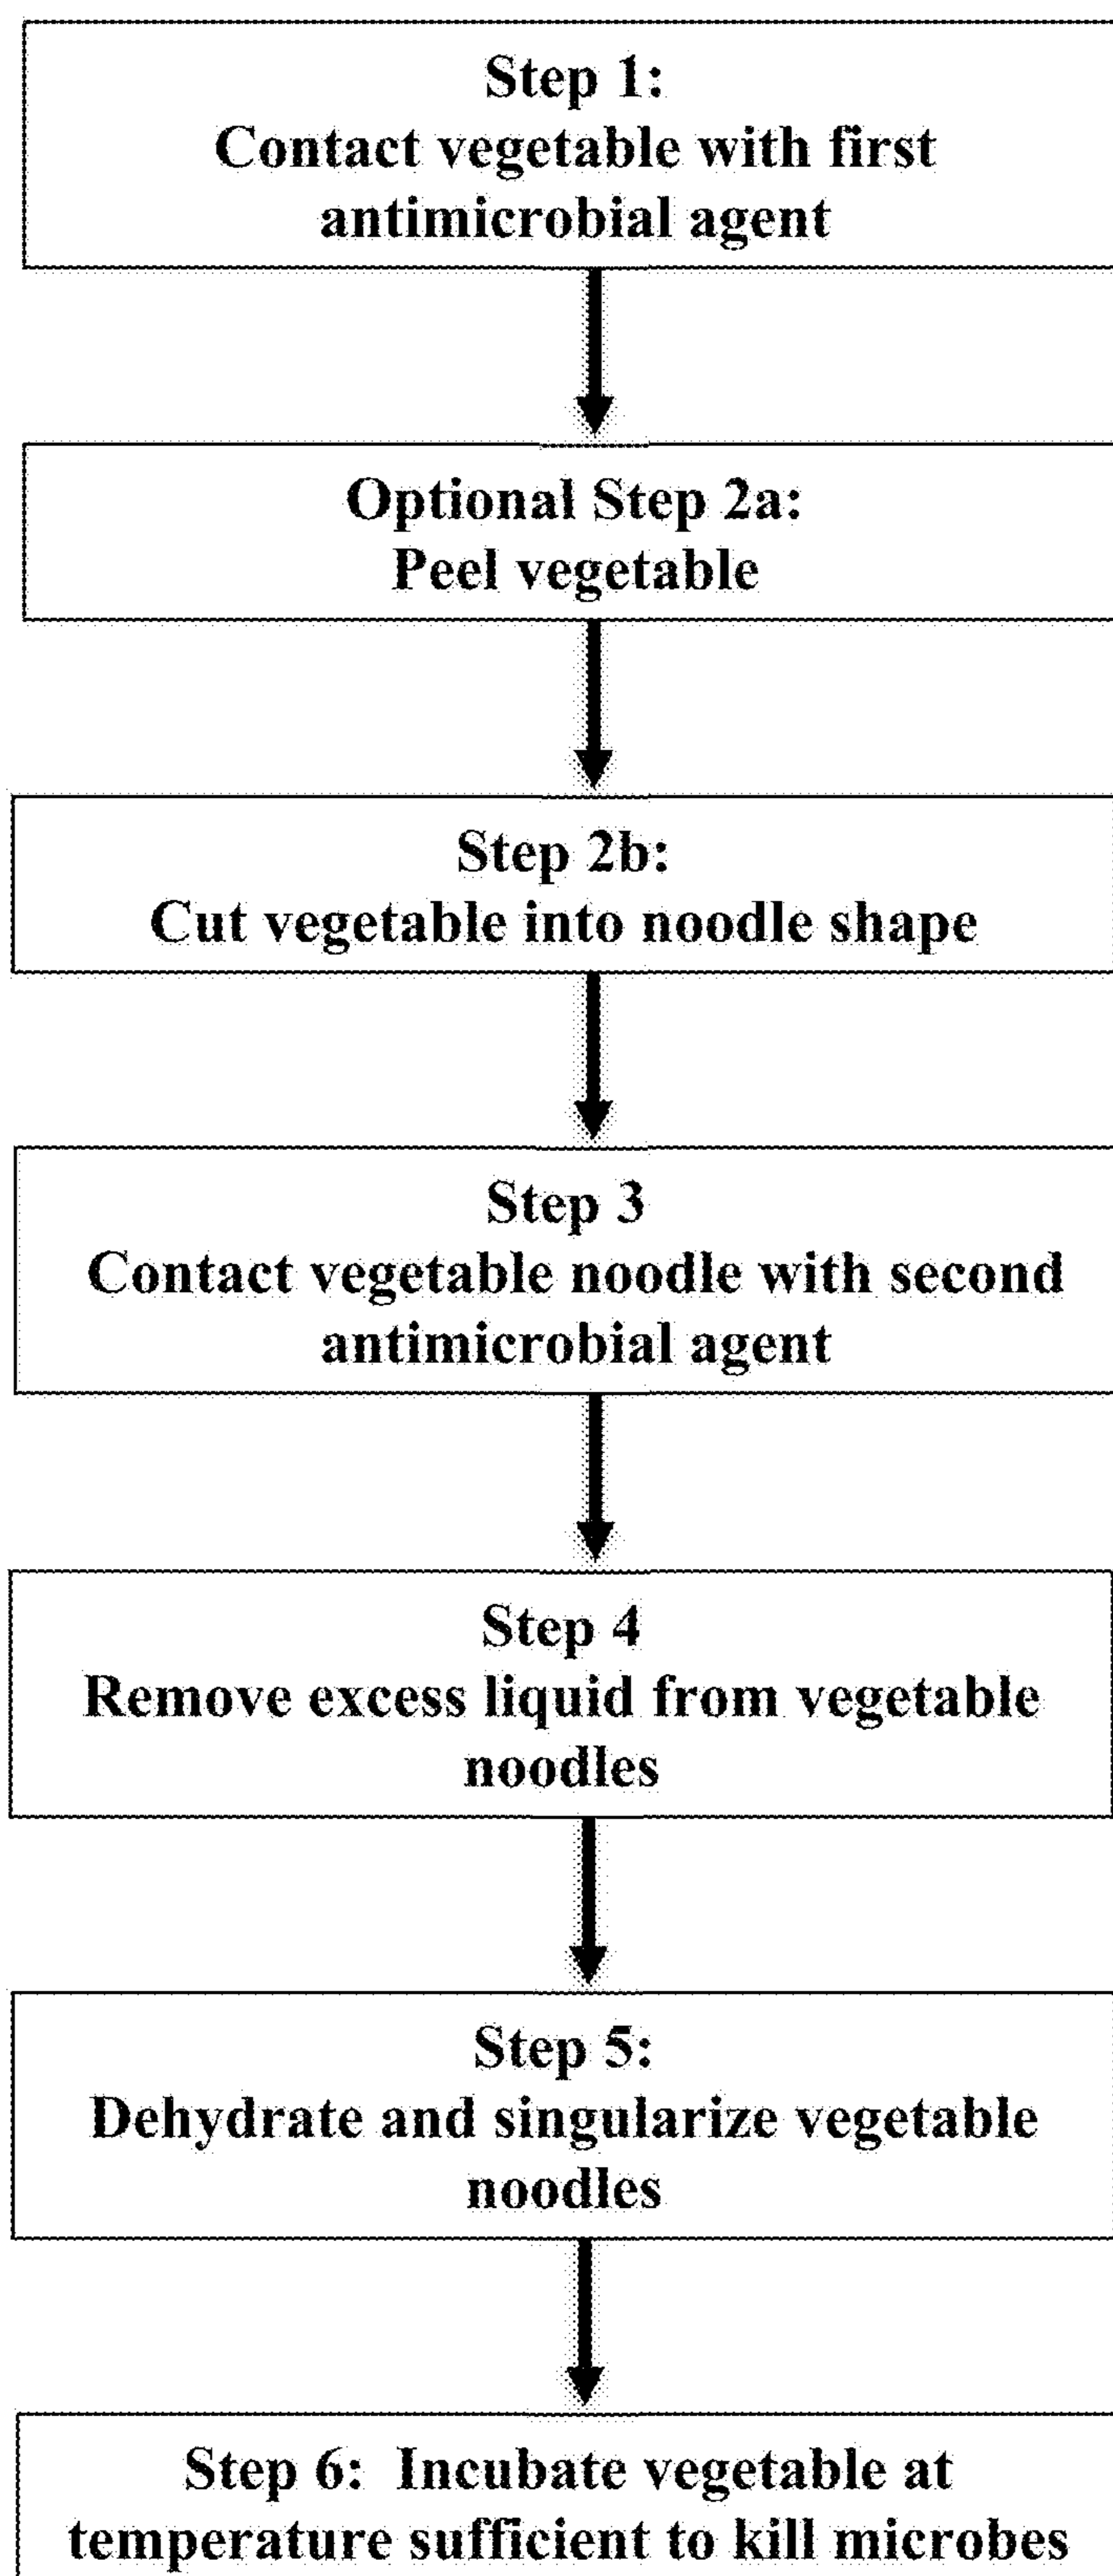 Step 1:
Contact vegetable with first
antimicrobial agent
Optional Step 2a:
Peel vegetable
Step 2b:
Cut vegetable into noodle shape
Step 3
Contact vegetable noodle with second
antimicrobial agent
Step 4
Remove excess liquid from vegetable
noodles
Step 5:
Dehydrate and singularize vegetable
noodles
Step 6: Incubate vegetable at
temperature sufficient to kill microbes